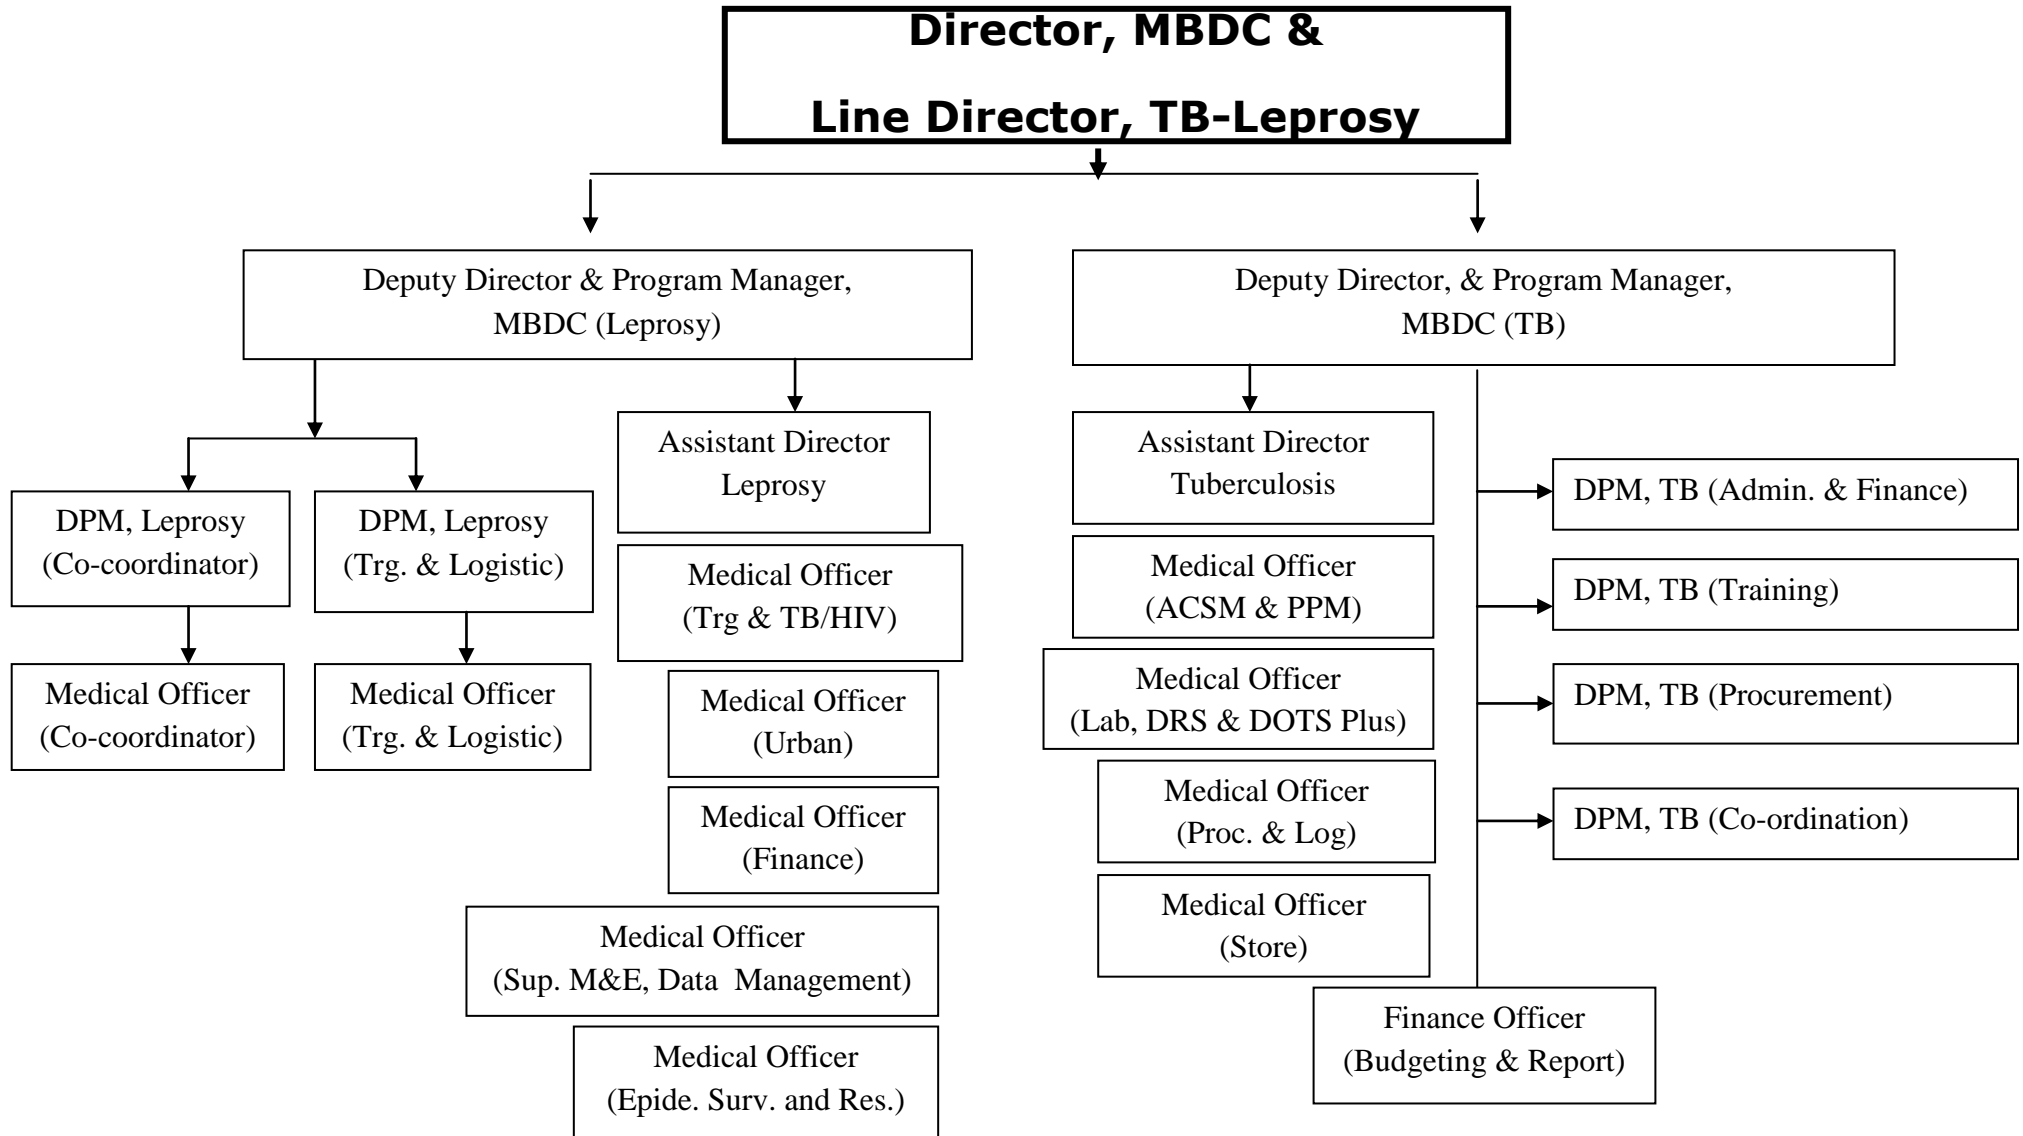 Director, MBDC &
Line Director, TB-Leprosy
Deputy Director & Program Manager,
MBDC (Leprosy)
Deputy Director, & Program Manager,
MBDC (TB)
DPM, Leprosy
(Co-coordinator)
DPM, Leprosy
(Trg. & Logistic)
Medical Officer
(Co-coordinator)
Medical Officer
(Trg. & Logistic)
Assistant Director
Leprosy
Medical Officer
(Trg & TB/HIV)
Medical Officer
(Urban)
Medical Officer
(Finance)
Medical Officer
(Sup. M&E, Data Management)
Medical Officer
(Epide. Surv. and Res.)
Assistant Director
Tuberculosis
Medical Officer
(ACSM & PPM)
Medical Officer
(Lab, DRS & DOTS Plus)
Medical Officer
(Proc. & Log)
Medical Officer
(Store)
DPM, TB (Admin. & Finance)
DPM, TB (Training)
DPM, TB (Procurement)
DPM, TB (Co-ordination)
Finance Officer
(Budgeting & Report)